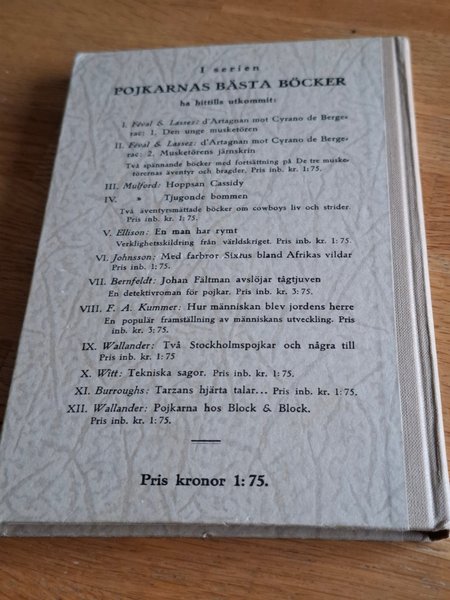 I serien
POJKARNAS BÄSTA BÖCKER
ha hittills utkommit:
I. Féval & Lassez: d'Artagnan mot Cyrano de Berge-
rac: 1. Den unge musketören
II. Féval & Lassez: d'Artagnan mot Cyrano de Berge-
rac: 2. Musketörens järnskrin
Två spännande böcker med fortsättning på De tre muske-
törernas äventyr och bragder. Pris inb. kr. 1:75.
III. Mulford: Hoppsan Cassidy
IV. » Tjugonde bommen
Två äventyrsmättade böcker om cowboys liv och strider.
Pris inb. kr. 1:75.
V. Ellison: En man har rymt
Verklighetsskildring från världskriget. Pris inb. kr. 1:75.
VI. Johnsson: Med farbror Sixtus bland Afrikas vildar
Pris inb. 1:75.
VII. Bernfeldt: Johan Fältman avslöjar tågtjuven
En detektivroman för pojkar. Pris inb. kr. 3:75.
VIII. F. A. Kummer: Hur människan blev jordens herre
En populär framställning av människans utveckling. Pris
inb. kr. 3:75.
IX. Wallander: Två Stockholmspojkar och några till
Pris inb. kr. 1:75
X. Witt: Tekniska sagor. Pris inb. kr. 1:75.
XI. Burroughs: Tarzans hjärta talar... Pris inb. kr. 1:75.
XII. Wallander: Pojkarna hos Block & Block.
Pris inb. kr. 1:75.
Pris kronor 1:75.